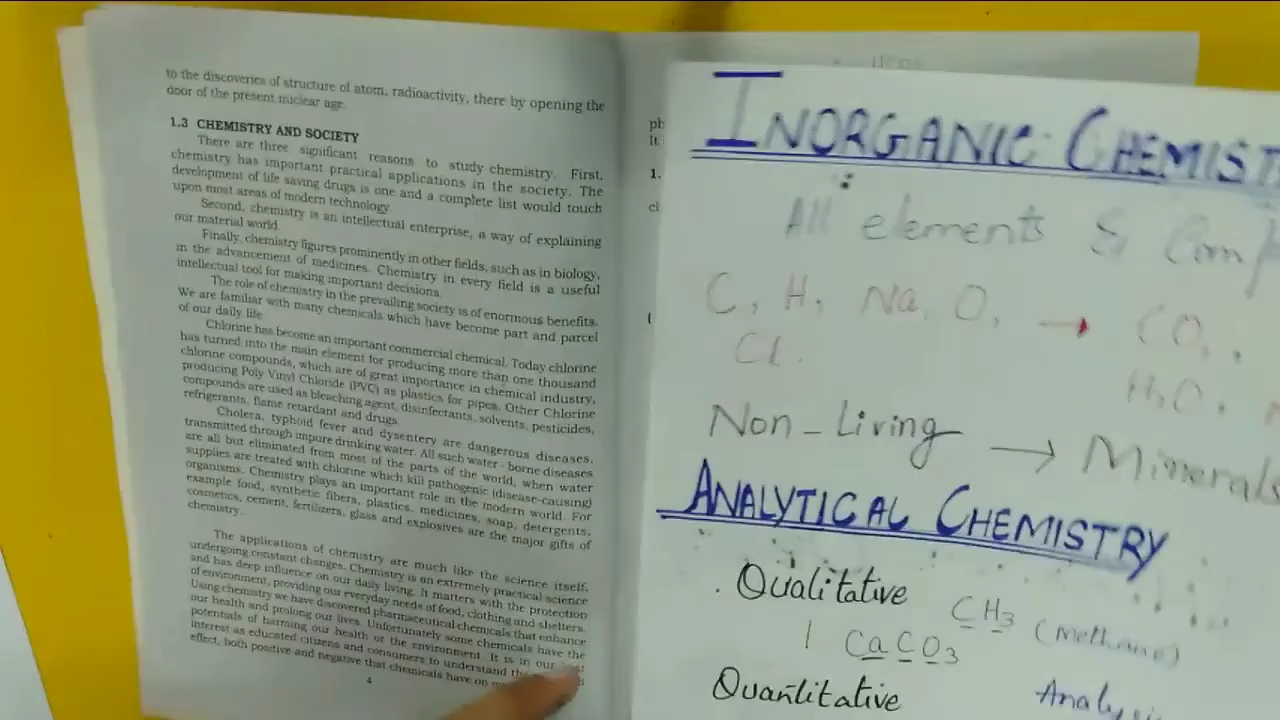 to the discoveries of structure of atom, radioactivity, there by opening the
door of the present nuclear age.
1.3 CHEMISTRY AND SOCIETY
There are three significant reasons to study chemistry. First,
chemistry has important practical applications in the society. The
development of life saving drugs is one and a complete list would touch
upon most areas of modern technology.
Second, chemistry is an intellectual enterprise, a way of explaining
our material world.
Finally, chemistry figures prominently in other fields, such as in biology,
in the advancement of medicines. Chemistry in every field is a useful
intellectual tool for making important decisions.
The role of chemistry in the prevailing society is of enormous benefits.
We are familiar with many chemicals which have become part and parcel
of our daily life.
Chlorine has become an important commercial chemical. Today chlorine
has turned into the main element for producing more than one thousand
chlorine compounds, which are of great importance in chemical industry,
producing Poly Vinyl Chloride (PVC) as plastics for pipes. Other Chlorine
compounds are used as bleaching agent, disinfectants, solvents, pesticides,
refrigerants, flame retardant and drugs.
Cholera, typhoid fever and dysentery are dangerous diseases,
transmitted through impure drinking water. All such water - borne diseases
are all but eliminated from most of the parts of the world, when water
supplies are treated with chlorine which kill pathogenic (disease-causing)
organisms. Chemistry plays an important role in the modern world. For
example food, synthetic fibers, plastics, medicines, soap, detergents,
cosmetics, cement, fertilizers, glass and explosives are the major gifts of
chemistry.
The applications of chemistry are much like the science itself,
undergoing constant changes. Chemistry is an extremely practical science
and has deep influence on our daily living. It matters with the protection
of environment, providing our everyday needs of food, clothing and shelters.
Using chemistry we have discovered pharmaceutical chemicals that enhance
our health and prolong our lives. Unfortunately some chemicals have the
potentials of harming our health or the environment. It is in our
interest as educated citizens and consumers to understand
effect, both positive and negative that chemicals have on
4
ph
It
1.
cl
INORGANIC CHEMIST
All elements & Comp
C, H, Na, O, → CO,
Cl.
H2O,
Non-Living → Minerals
ANALYTICAL CHEMISTRY
Qualitative CH3 (Methane)
CaCO3
Quantitative Analysi